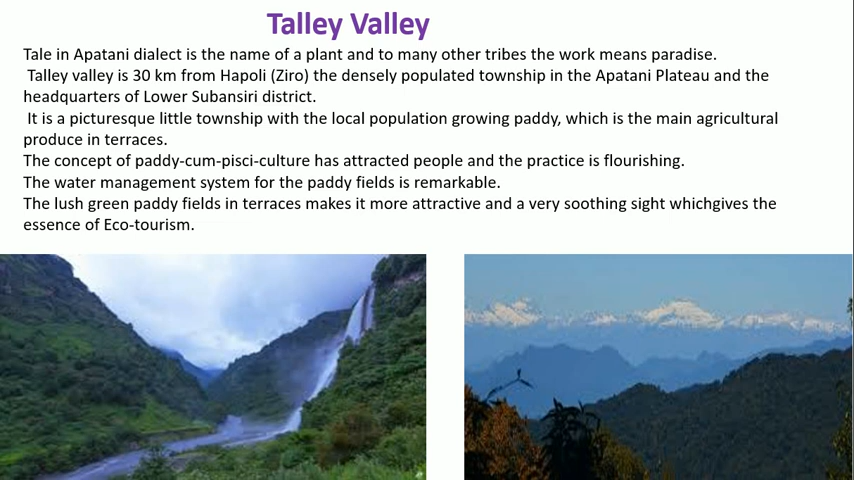 Talley Valley
Tale in Apatani dialect is the name of a plant and to many other tribes the work means paradise.
Talley valley is 30 km from Hapoli (Ziro) the densely populated township in the Apatani Plateau and the
headquarters of Lower Subansiri district.
It is a picturesque little township with the local population growing paddy, which is the main agricultural
produce in terraces.
The concept of paddy-cum-pisci-culture has attracted people and the practice is flourishing.
The water management system for the paddy fields is remarkable.
The lush green paddy fields in terraces makes it more attractive and a very soothing sight whichgives the
essence of Eco-tourism.